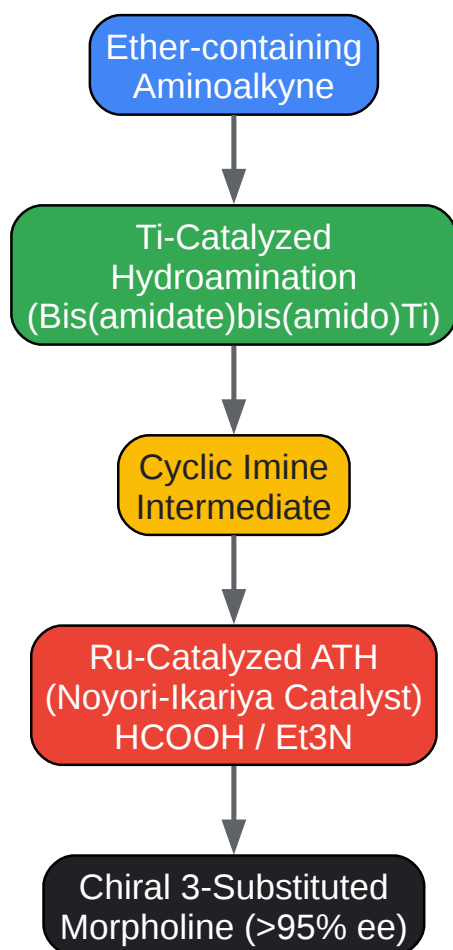 Ether-containing
Aminoalkyne
Ti-Catalyzed
Hydroamination
(Bis(amidate)bis(amido)Ti)
Cyclic Imine
Intermediate
Ru-Catalyzed ATH
(Noyori-Ikariya Catalyst)
HCOOH / Et3N
Chiral 3-Substituted
Morpholine (>95% ee)